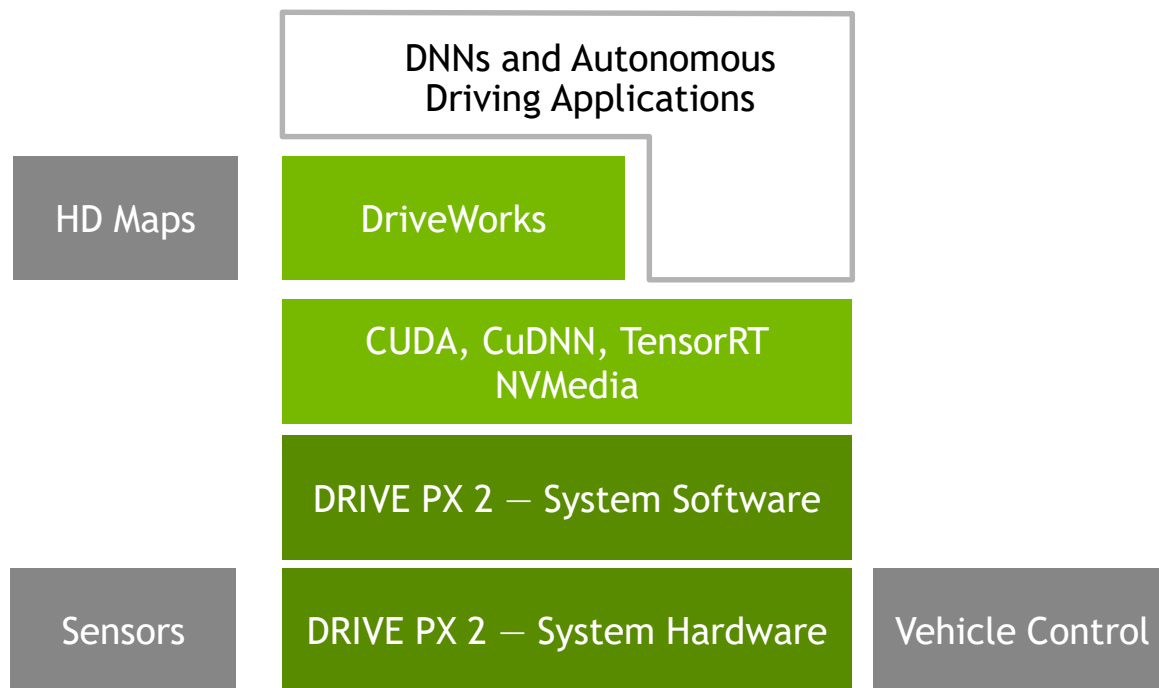 DNNs and Autonomous
Driving Applications
HD Maps
DriveWorks
CUDA, CuDNN, TensorRT
NVMedia
DRIVE PX 2 — System Software
Sensors
DRIVE PX 2 — System Hardware
Vehicle Control